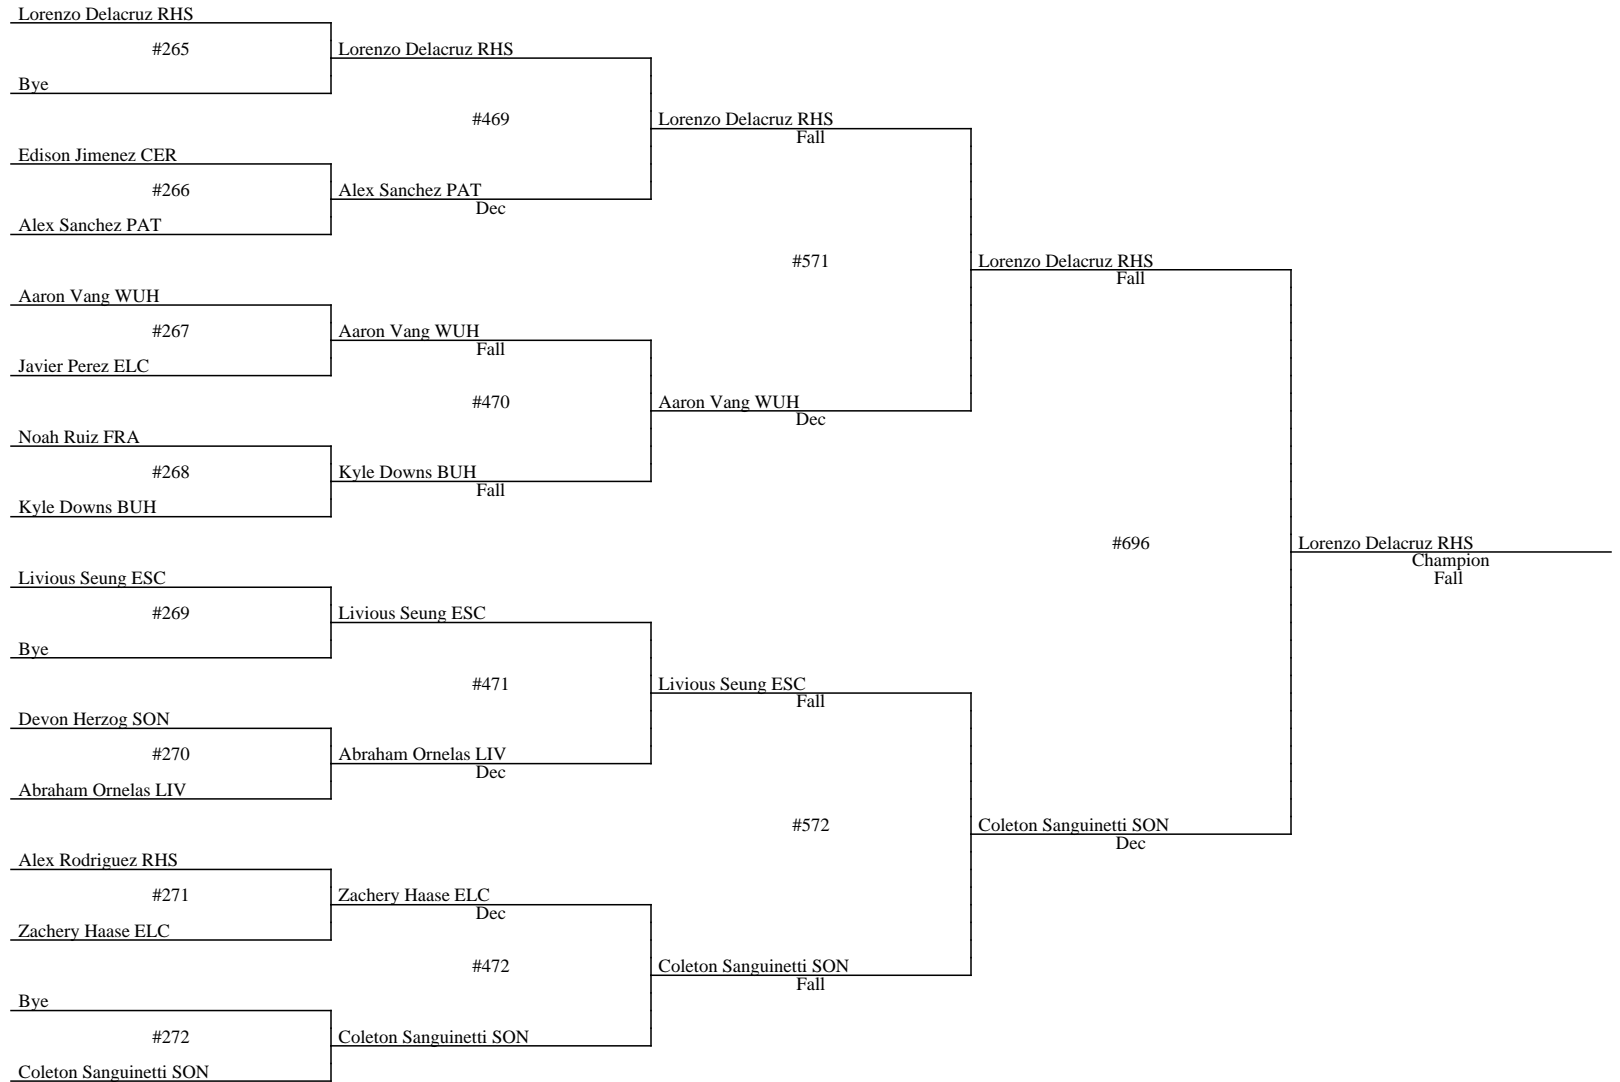 Lorenzo Delacruz RHS
#265
Bye
Edison Jimenez CER
#266
Alex Sanchez PAT
Aaron Vang WUH
#267
Javier Perez ELC
Noah Ruiz FRA
#268
Kyle Downs BUH
Livious Seung ESC
#269
Bye
Devon Herzog SON
#270
Abraham Ornelas LIV
Alex Rodriguez RHS
#271
Zachery Haase ELC
Bye
#272
Coleton Sanguinetti SON
Lorenzo Delacruz RHS
#469
Alex Sanchez PAT
Dec
Aaron Vang WUH
Fall
#470
Kyle Downs BUH
Fall
Livious Seung ESC
#471
Abraham Ornelas LIV
Dec
Zachery Haase ELC
Dec
#472
Coleton Sanguinetti SON
Lorenzo Delacruz RHS
Fall
#571
Aaron Vang WUH
Dec
Livious Seung ESC
Fall
#572
Coleton Sanguinetti SON
Fall
Lorenzo Delacruz RHS
Fall
#696
Coleton Sanguinetti SON
Dec
Lorenzo Delacruz RHS
Champion
Fall